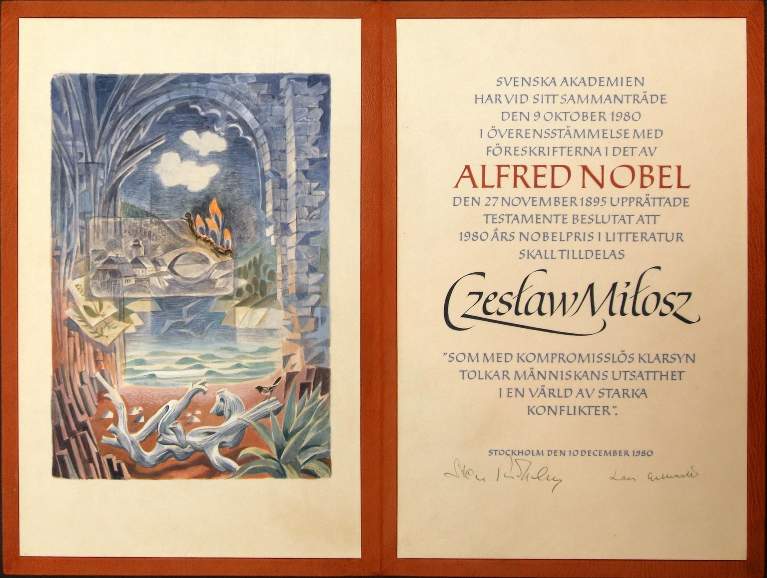 SVENSKA AKADEMIEN
HAR VID SITT SAMMANTRÄDE
DEN 9 OKTOBER 1980
I ÖVERENSSTÄMMELSE MED
FÖRESKRIFTERNA I DET AV
ALFRED NOBEL
DEN 27 NOVEMBER 1895 UPPRÄTTADE
TESTAMENTE BESLUTAT ATT
1980 ÅRS NOBELPRIS I LITTERATUR
SKALL TILLDELAS
Czesław Miłosz
"SOM MED KOMPROMISSLÖS KLARSYN
TOLKAR MÄNNISKANS UTSATTHET
I EN VÄRLD AV STARKA
KONFLIKTER".
STOCKHOLM DEN 10 DECEMBER 1980